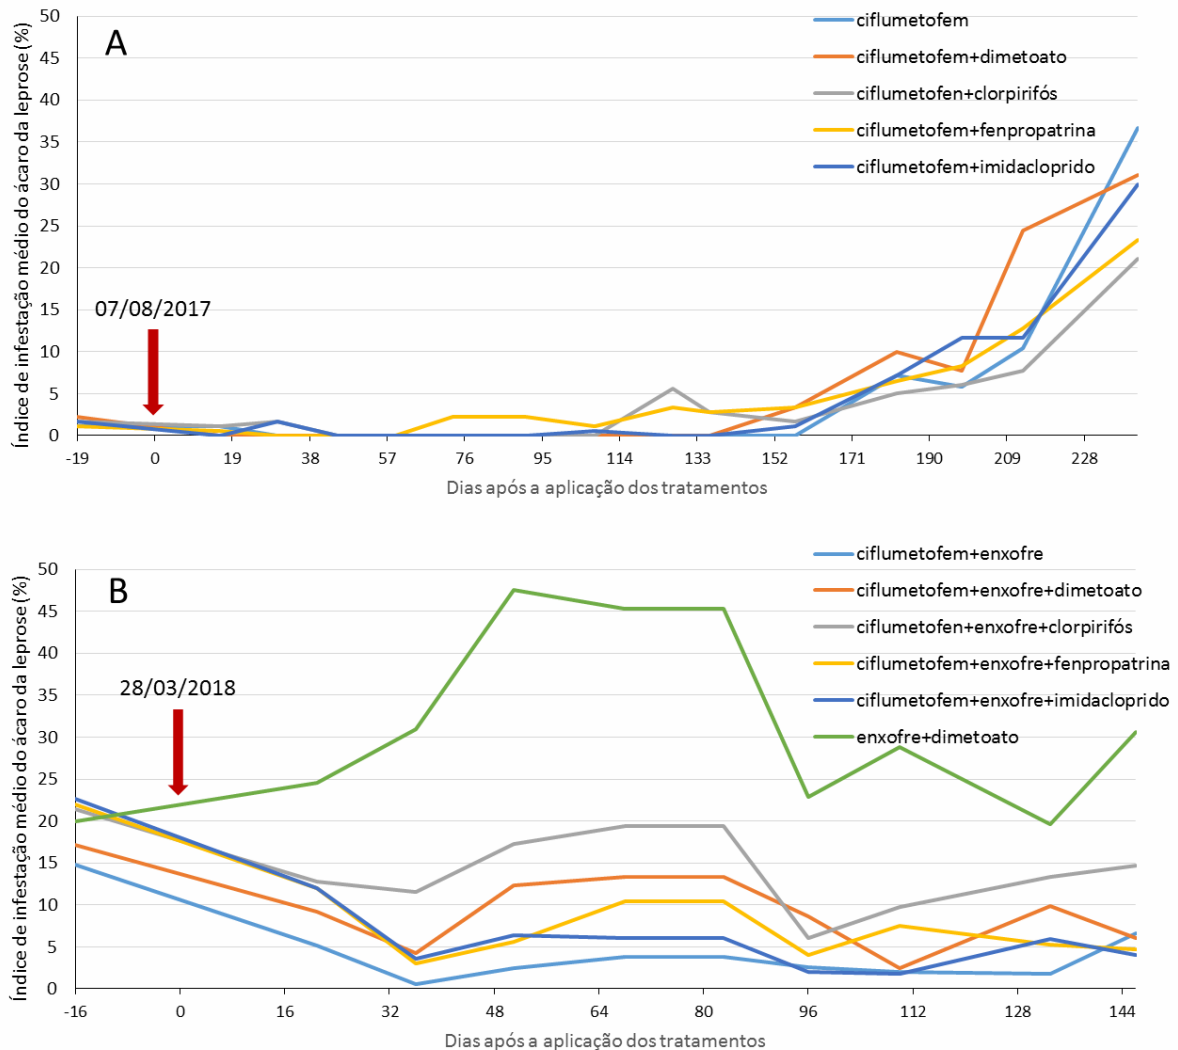 Índice de infestação médio do ácaro da leprose (%)
A
50
45
40
35
30
25
20
15
10
5
0
ciflumetofem
ciflumetofem+dimetoato
ciflumetofen+clorpirifós
ciflumetofem+fenpropatrina
ciflumetofem+imidacloprido
07/08/2017
-19 0 19 38 57 76 95 114 133 152 171 190 209 228
Dias após a aplicação dos tratamentos
Índice de infestação médio do ácaro da leprose (%)
B
50
45
40
35
30
25
20
15
10
5
0
ciflumetofem+enxofre
ciflumetofem+enxofre+dimetoato
ciflumetofen+enxofre+clorpirifós
ciflumetofem+enxofre+fenpropatrina
ciflumetofem+enxofre+imidacloprido
enxofre+dimetoato
28/03/2018
-16 0 16 32 48 64 80 96 112 128 144
Dias após a aplicação dos tratamentos